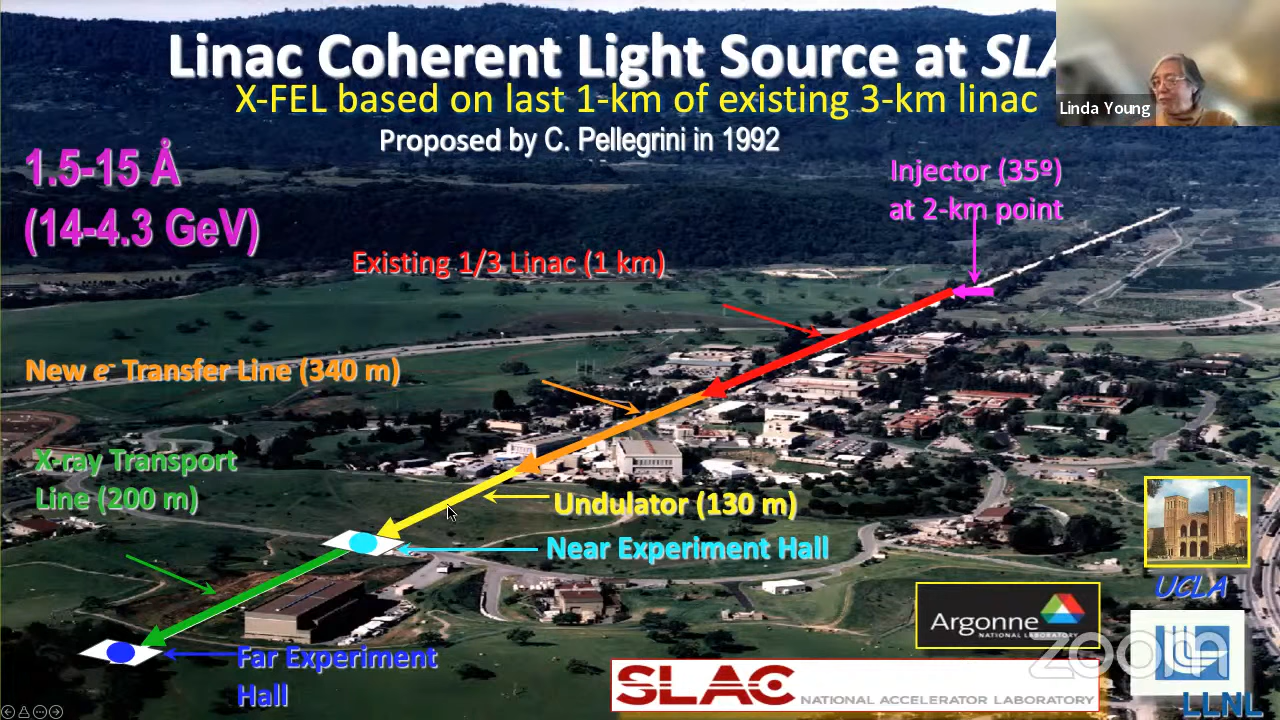 Linac Coherent Light Source at SLA
X-FEL based on last 1-km of existing 3-km linac
Proposed by C. Pellegrini in 1992
Linda Young
1.5-15 Å
(14-4.3 GeV)
Injector (35º)
at 2-km point
Existing 1/3 Linac (1 km)
New e- Transfer Line (340 m)
X-ray Transport
Line (200 m)
Undulator (130 m)
Near Experiment Hall
UCLA
Argonne
NATIONAL LABORATORY
zoom
Far Experiment
Hall
SLAC NATIONAL ACCELERATOR LABORATORY
LLNL